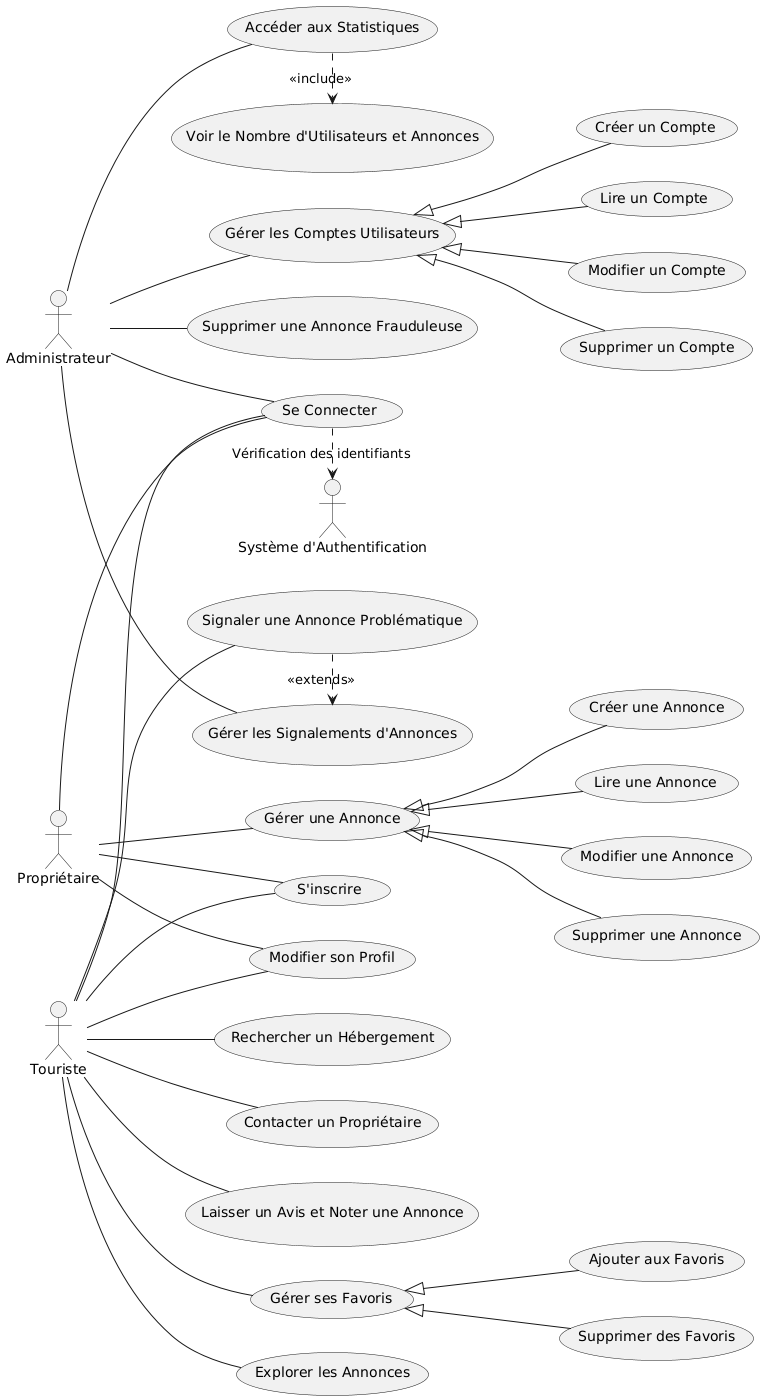 Accéder aux Statistiques
«include»
Voir le Nombre d'Utilisateurs et Annonces
Créer un Compte
Lire un Compte
Gérer les Comptes Utilisateurs
Modifier un Compte
Supprimer une Annonce Frauduleuse
Supprimer un Compte
Administrateur
Se Connecter
Vérification des identifiants
Système d'Authentification
Signaler une Annonce Problématique
«extends»
Gérer les Signalements d'Annonces
Créer une Annonce
Lire une Annonce
Gérer une Annonce
Modifier une Annonce
Propriétaire
S'inscrire
Supprimer une Annonce
Modifier son Profil
Rechercher un Hébergement
Touriste
Contacter un Propriétaire
Laisser un Avis et Noter une Annonce
Ajouter aux Favoris
Gérer ses Favoris
Supprimer des Favoris
Explorer les Annonces